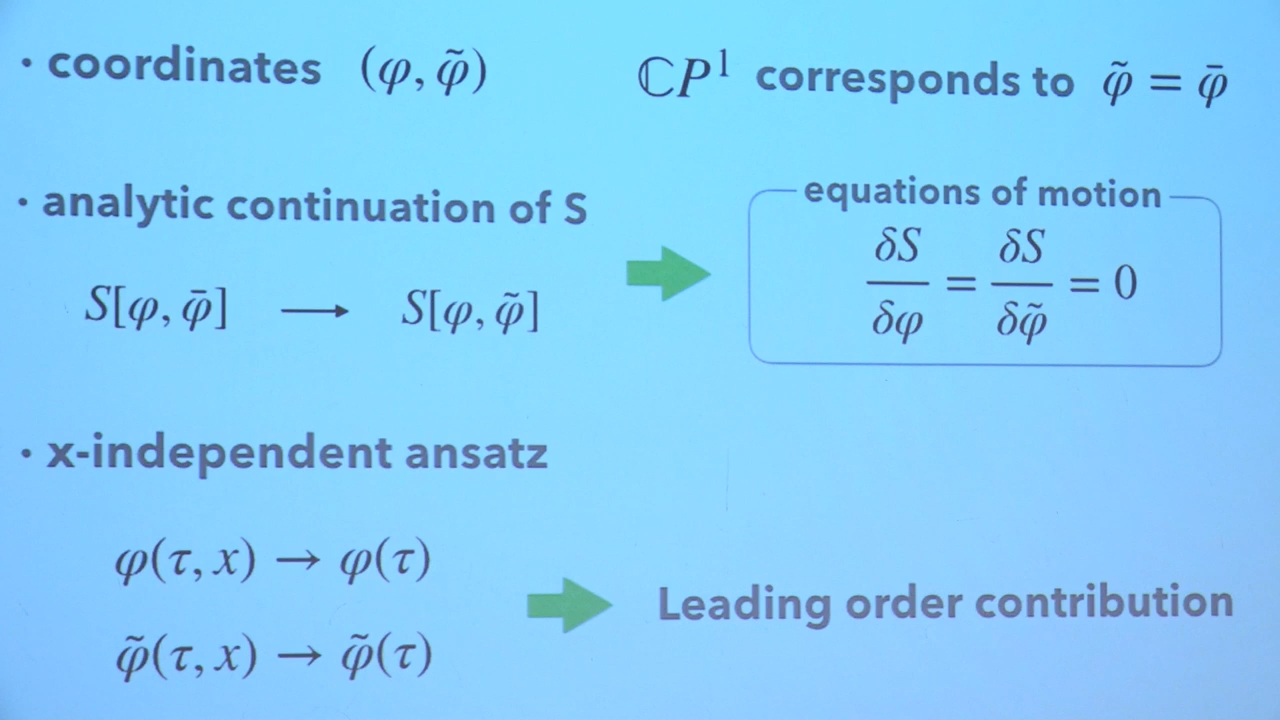 · coordinates (φ, φ̃) ℂP¹ corresponds to φ̃ = φ̄
· analytic continuation of S
equations of motion
S[φ, φ̄] ⟶ S[φ, φ̃]
δS/δφ = δS/δφ̃ = 0
· x-independent ansatz
φ(τ, x) → φ(τ)
Leading order contribution
φ̃(τ, x) → φ̃(τ)